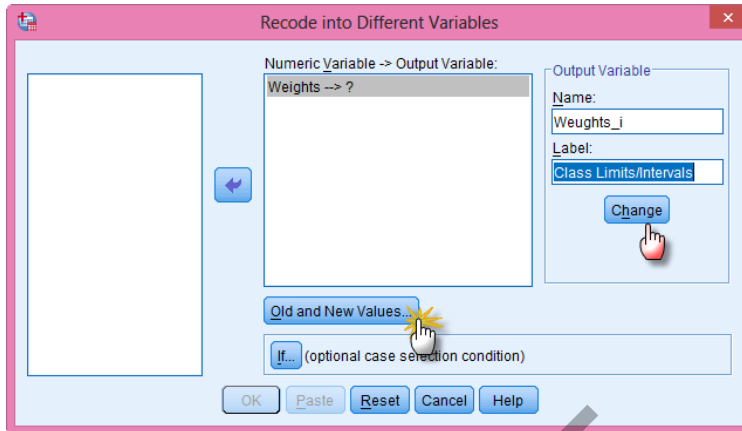 Recode into Different Variables
Numeric Variable -> Output Variable:
Weights --> ?
Output Variable
Name:
Weughts_i
Label:
Class Limits/Intervals
Change
Old and New Values...
If... (optional case selection condition)
OK Paste Reset Cancel Help